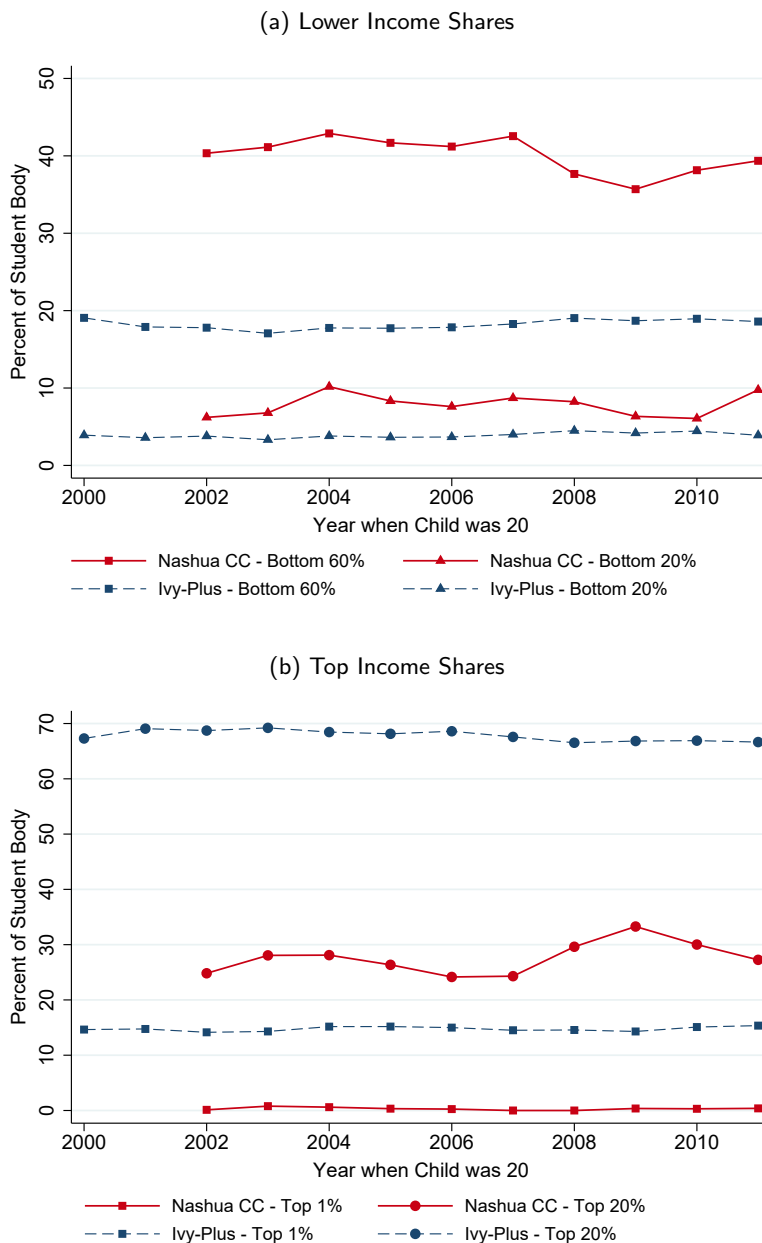 (a) Lower Income Shares
50
40
30
20
10
0
Percent of Student Body
2000 2002 2004 2006 2008 2010
Year when Child was 20
Nashua CC - Bottom 60% Nashua CC - Bottom 20%
Ivy-Plus - Bottom 60% Ivy-Plus - Bottom 20%
(b) Top Income Shares
70
60
50
40
30
20
10
0
Percent of Student Body
2000 2002 2004 2006 2008 2010
Year when Child was 20
Nashua CC - Top 1% Nashua CC - Top 20%
Ivy-Plus - Top 1% Ivy-Plus - Top 20%